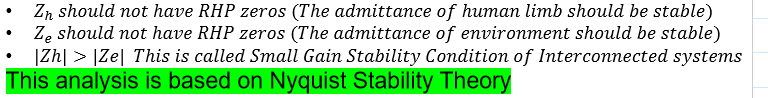 • Zₕ should not have RHP zeros (The admittance of human limb should be stable)
• Zₑ should not have RHP zeros (The admittance of environment should be stable)
• |Zh| > |Ze| This is called Small Gain Stability Condition of Interconnected systems
This analysis is based on Nyquist Stability Theory